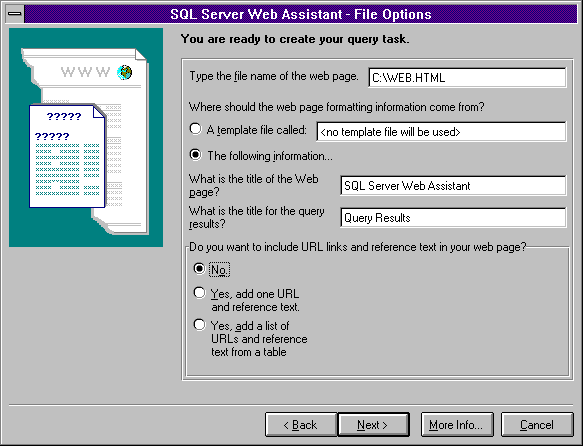 SQL Server Web Assistant - File Options
You are ready to create your query task.
WWW
?????
?????
Type the file name of the web page.
C:\WEB.HTML
Where should the web page formatting information come from?
A template file called:
<no template file will be used>
The following information...
What is the title of the Web
page?
SQL Server Web Assistant
What is the title for the query
results?
Query Results
Do you want to include URL links and reference text in your web page?
No.
Yes, add one URL
and reference text.
Yes, add a list of
URLs and reference
text from a table
< Back
Next >
More Info...
Cancel